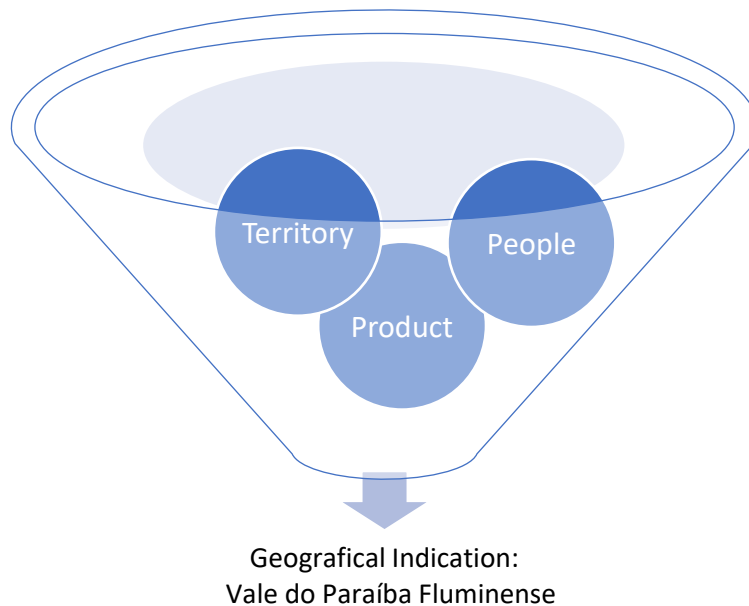 Territory
People
Product
Geografical Indication:
Vale do Paraíba Fluminense